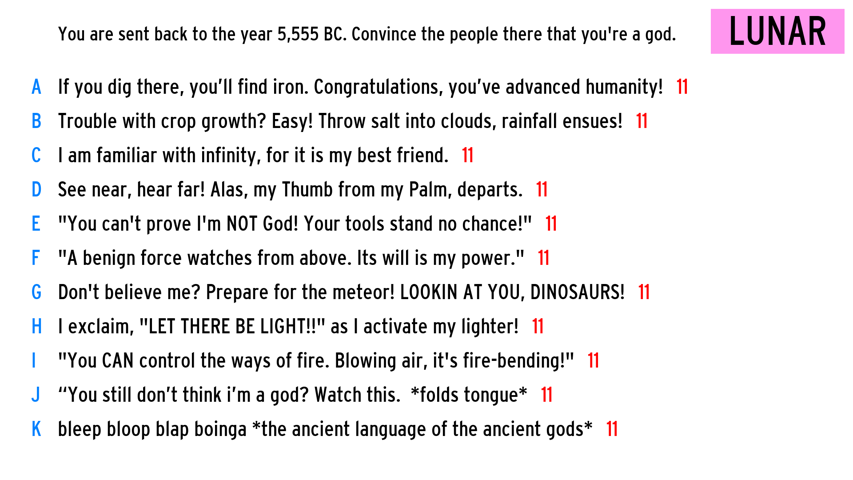 You are sent back to the year 5,555 BC. Convince the people there that you're a god.
LUNAR
A If you dig there, you’ll find iron. Congratulations, you’ve advanced humanity! 11
B Trouble with crop growth? Easy! Throw salt into clouds, rainfall ensues! 11
C I am familiar with infinity, for it is my best friend. 11
D See near, hear far! Alas, my Thumb from my Palm, departs. 11
E "You can't prove I'm NOT God! Your tools stand no chance!" 11
F "A benign force watches from above. Its will is my power." 11
G Don't believe me? Prepare for the meteor! LOOKIN AT YOU, DINOSAURS! 11
H I exclaim, "LET THERE BE LIGHT!!" as I activate my lighter! 11
I "You CAN control the ways of fire. Blowing air, it's fire-bending!" 11
J “You still don’t think i’m a god? Watch this. *folds tongue* 11
K bleep bloop blap boinga *the ancient language of the ancient gods* 11